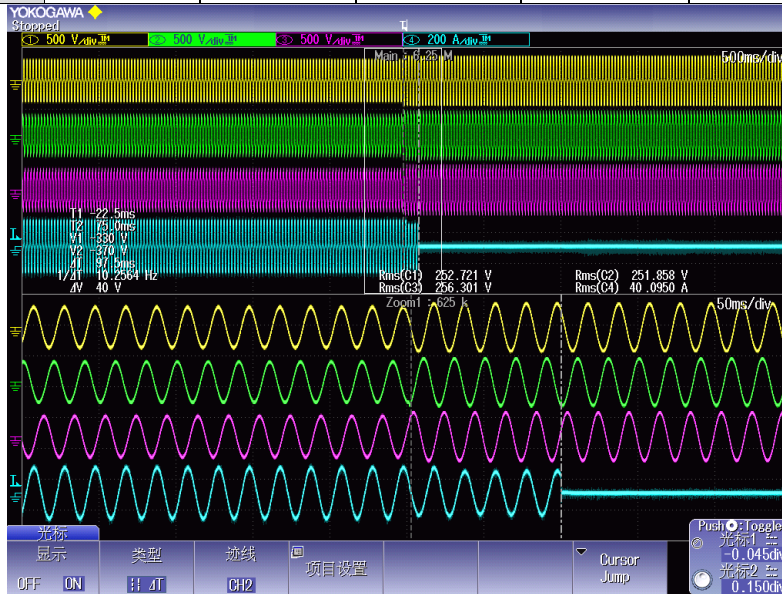 YOKOGAWA
Stopped
1 500 V/div 2 500 V/div 3 500 V/div 4 200 A/div
Main : 6.25 M 500ms/div
T1 -22.5ms
T2 75.0ms
V1 -330 V
V2 -370 V
ΔT 97.5ms
1/ΔT 10.2564 Hz
ΔV 40 V
Rms(C1) 252.721 V Rms(C2) 251.858 V
Rms(C3) 256.301 V Rms(C4) 40.0950 A
Zoom1 : 625 k 50ms/div
光标
显示 类型 迹线 项目设置 Cursor Jump
OFF ON ΔT CH2
Push :Toggle
光标1
-0.045div
光标2
0.150div